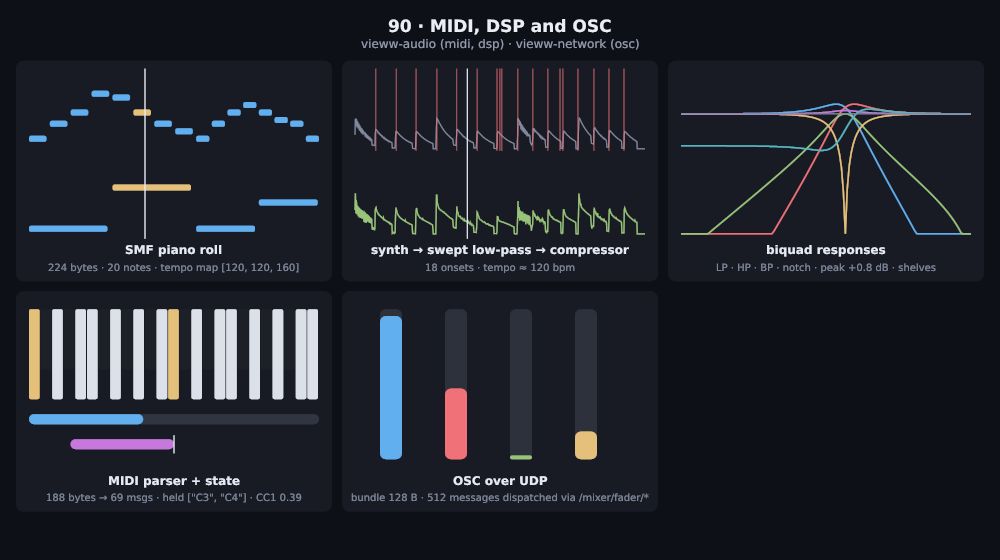 90 · MIDI, DSP and OSC
vieww-audio (midi, dsp) · vieww-network (osc)
SMF piano roll
224 bytes · 20 notes · tempo map [120, 120, 160]
synth → swept low-pass → compressor
18 onsets · tempo ≈ 120 bpm
biquad responses
LP · HP · BP · notch · peak +0.8 dB · shelves
MIDI parser + state
188 bytes → 69 msgs · held ["C3", "C4"] · CC1 0.39
OSC over UDP
bundle 128 B · 512 messages dispatched via /mixer/fader/*